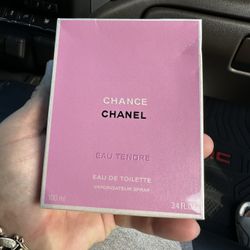 CHANCE
CHANEL
EAU TENDRE
EAU DE TOILETTE
VAPORISATEUR SPRAY
100 ml
3.4 FL. OZ